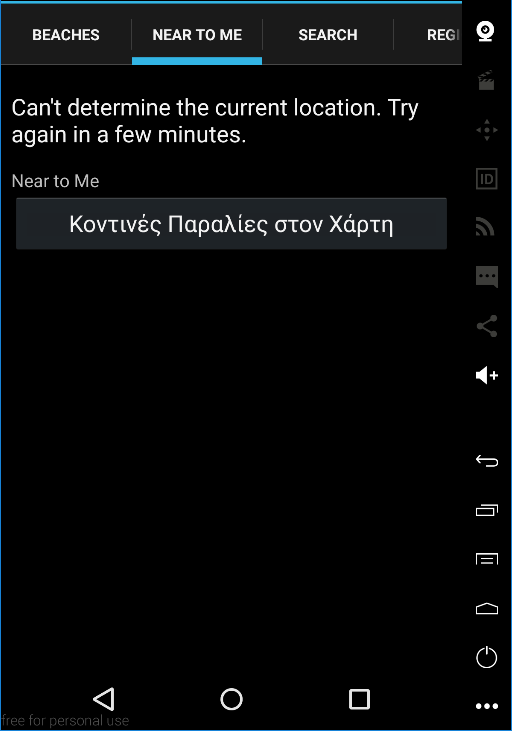 BEACHES
NEAR TO ME
SEARCH
REGI
Can't determine the current location. Try
again in a few minutes.
Near to Me
Κοντινές Παραλίες στον Χάρτη
ID
free for personal use